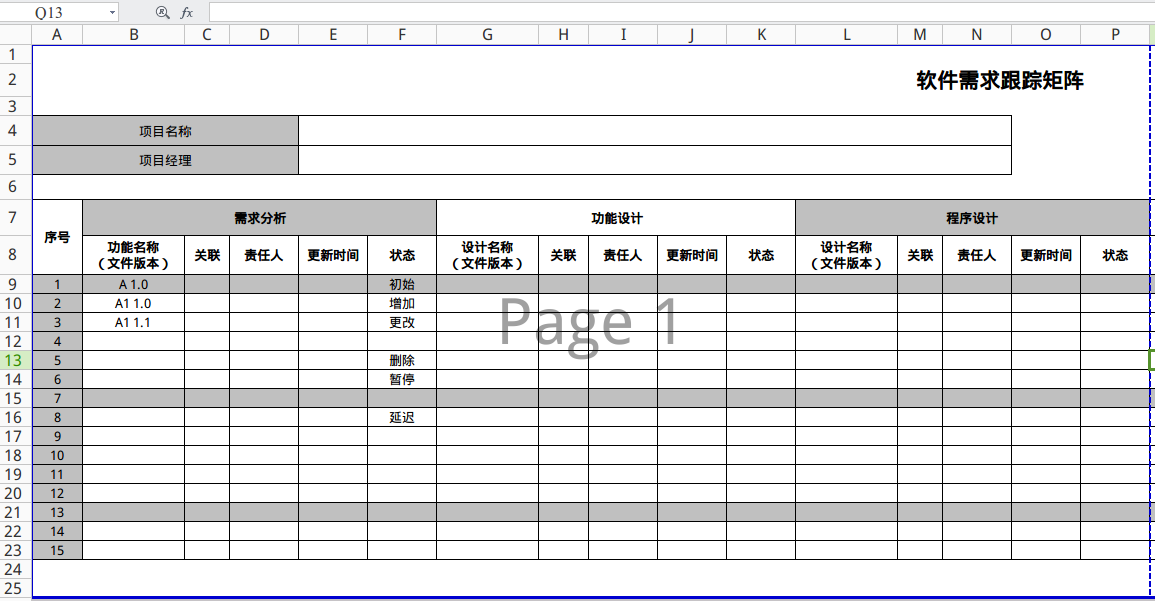 Q13 fx
A B C D E F G H I J K L M N O P
1
2 软件需求跟踪矩阵
3
4 项目名称
5 项目经理
6
7 序号 需求分析 功能设计 程序设计
8 功能名称（文件版本） 关联 责任人 更新时间 状态 设计名称（文件版本） 关联 责任人 更新时间 状态 设计名称（文件版本） 关联 责任人 更新时间 状态
9 1 A 1.0 初始
10 2 A1 1.0 增加
11 3 A1 1.1 更改
Page 1
12 4
13 5 删除
14 6 暂停
15 7
16 8 延迟
17 9
18 10
19 11
20 12
21 13
22 14
23 15
24
25